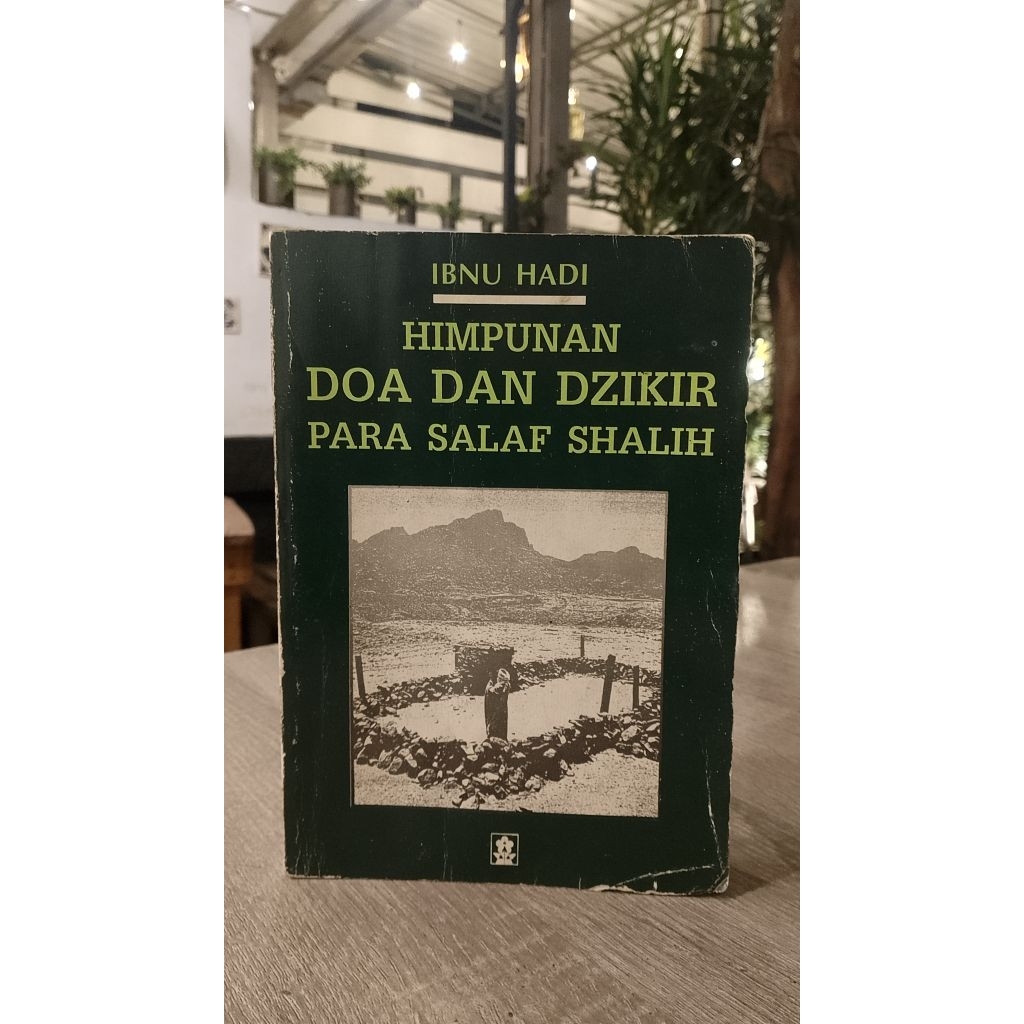 IBNU HADI
HIMPUNAN
DOA DAN DZIKIR
PARA SALAF SHALIH